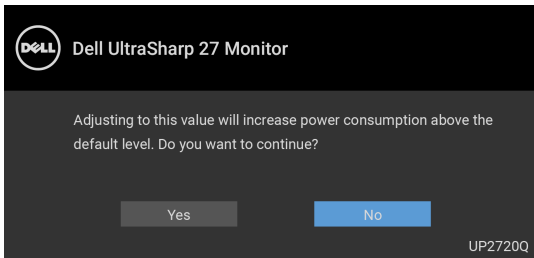 DELL
Dell UltraSharp 27 Monitor
Adjusting to this value will increase power consumption above the
default level. Do you want to continue?
Yes
No
UP2720Q